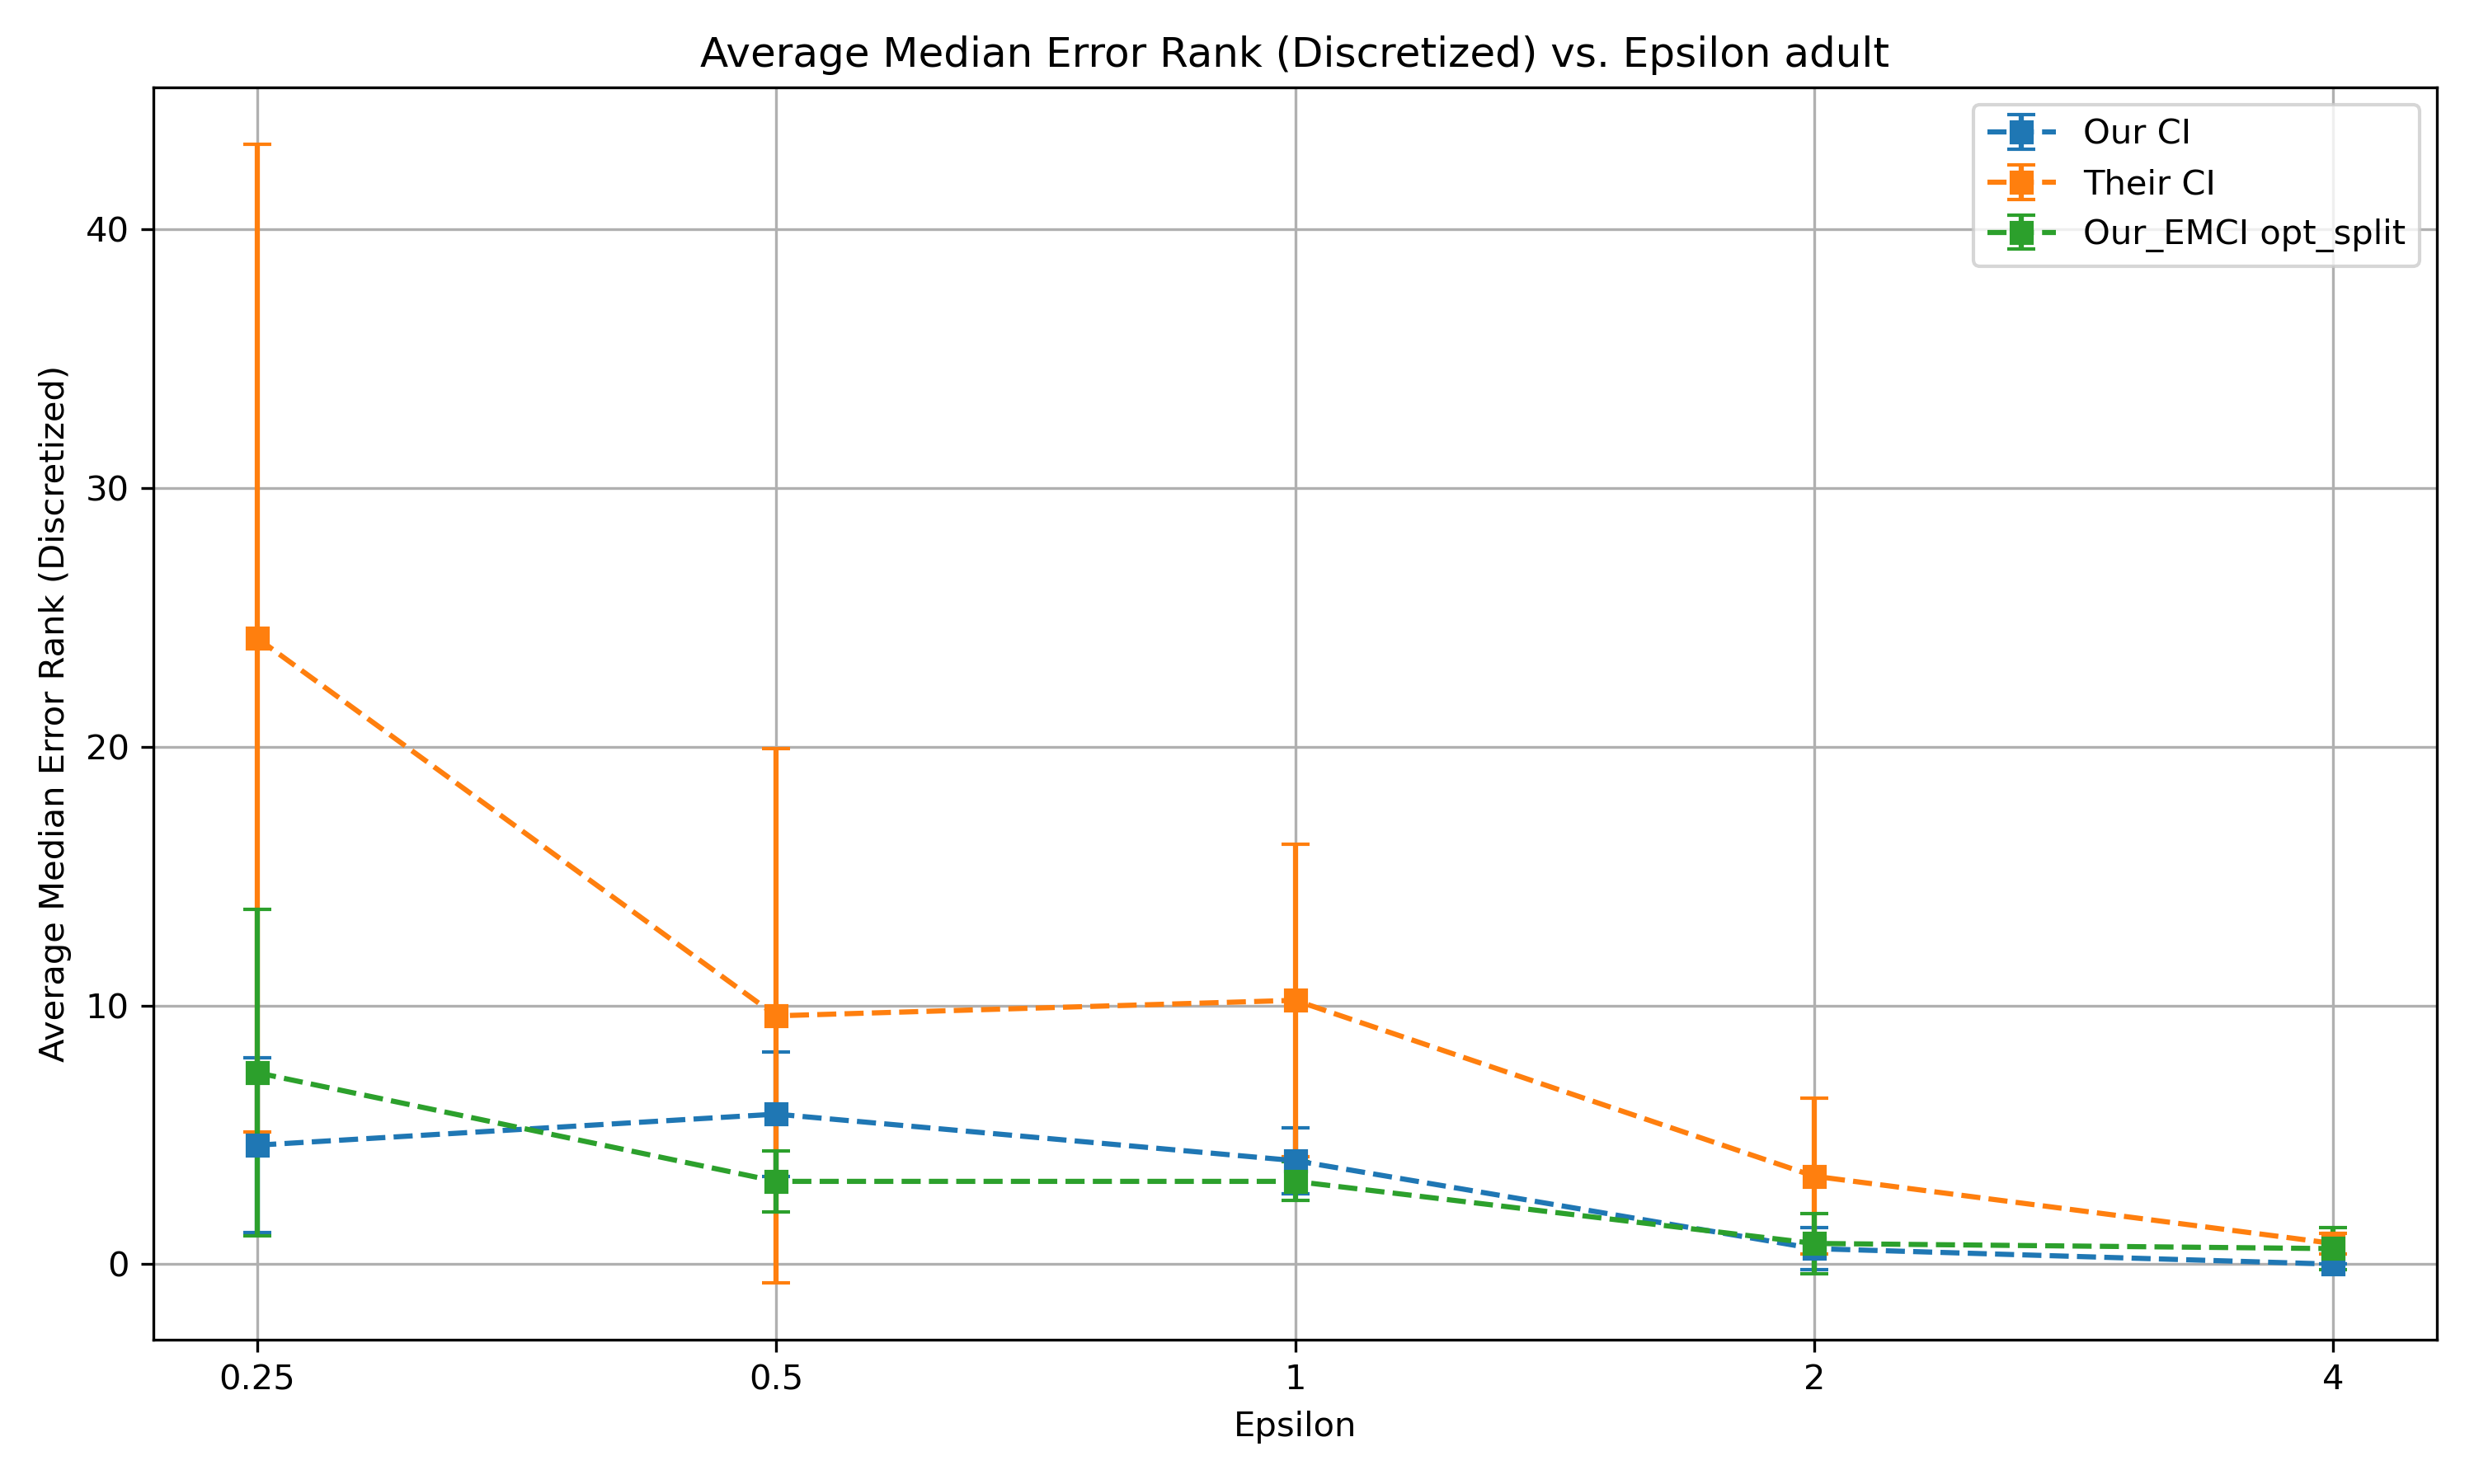 Average Median Error Rank (Discretized) vs. Epsilon adult
Our CI
Their CI
Our_EMCI opt_split
Average Median Error Rank (Discretized)
40
30
20
10
0
0.25
0.5
1
2
4
Epsilon